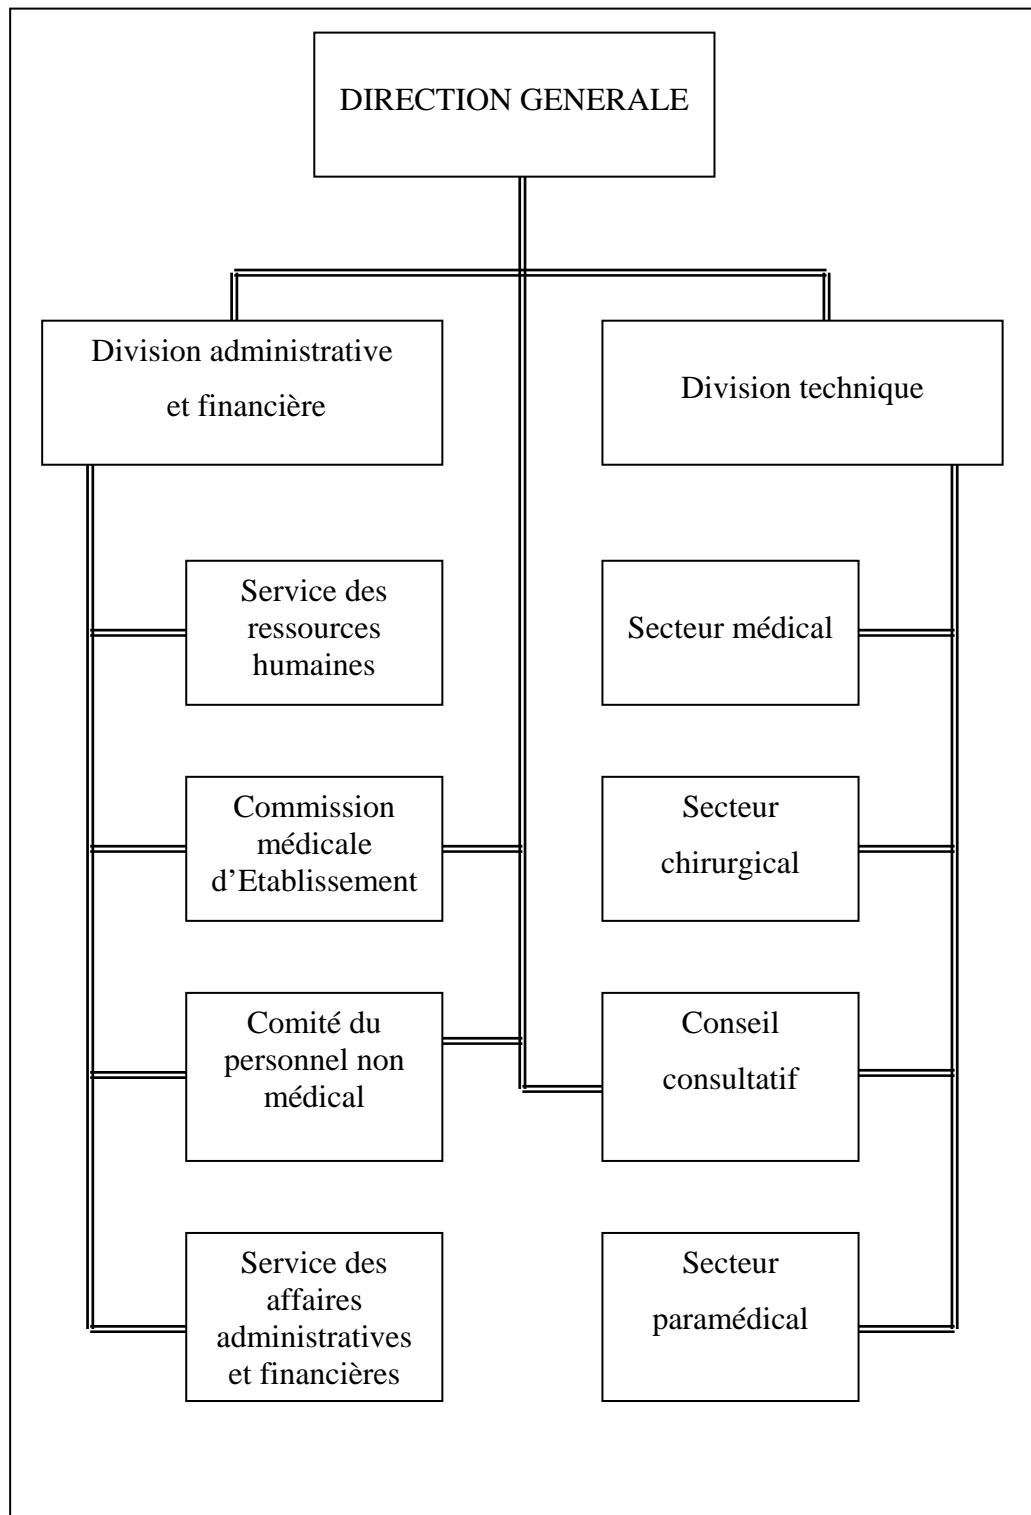 DIRECTION GENERALE
Division administrative
et financière
Division technique
Service des
ressources
humaines
Secteur médical
Commission
médicale
d’Etablissement
Secteur
chirurgical
Comité du
personnel non
médical
Conseil
consultatif
Service des
affaires
administratives
et financières
Secteur
paramédical